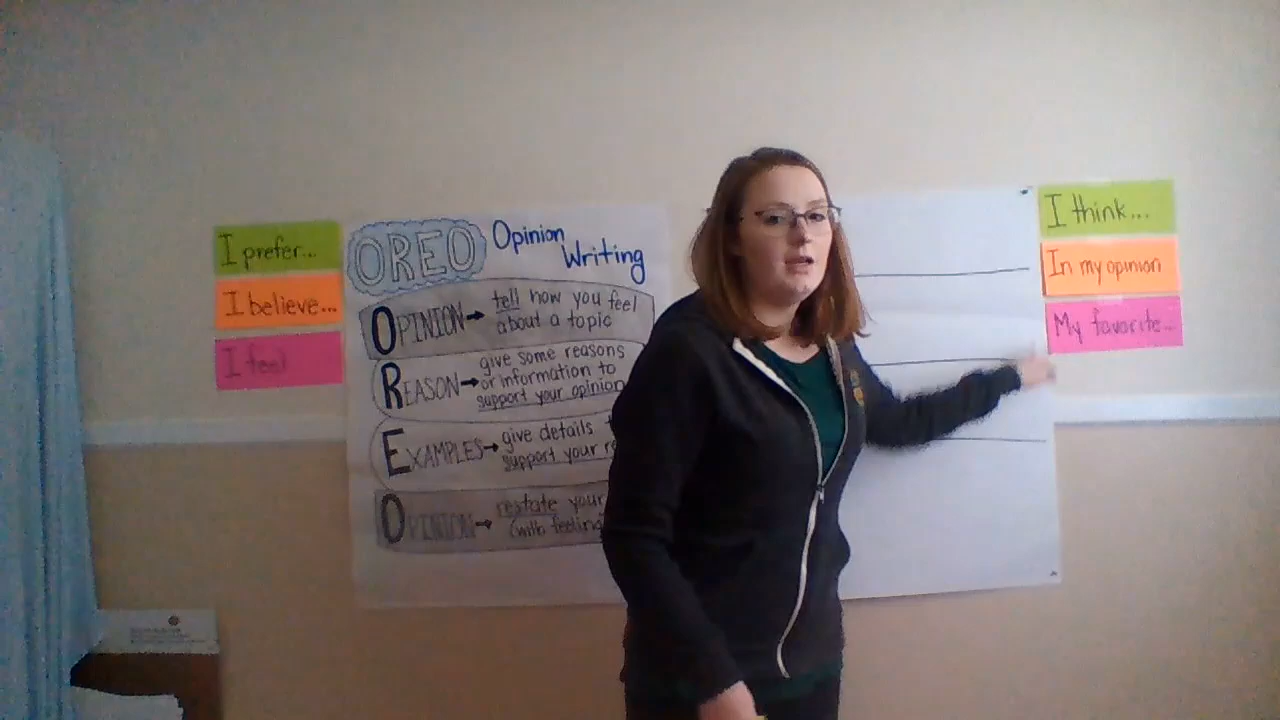 I prefer...
I believe...
I feel
OREO Opinion
Writing
OPINION→ tell how you feel
about a topic
REASON→ give some reasons
or information to
support your opinion
EXAMPLES→ give details
support your
OPINION→ restate your
(with feeling
I think...
In my opinion
My favorite...